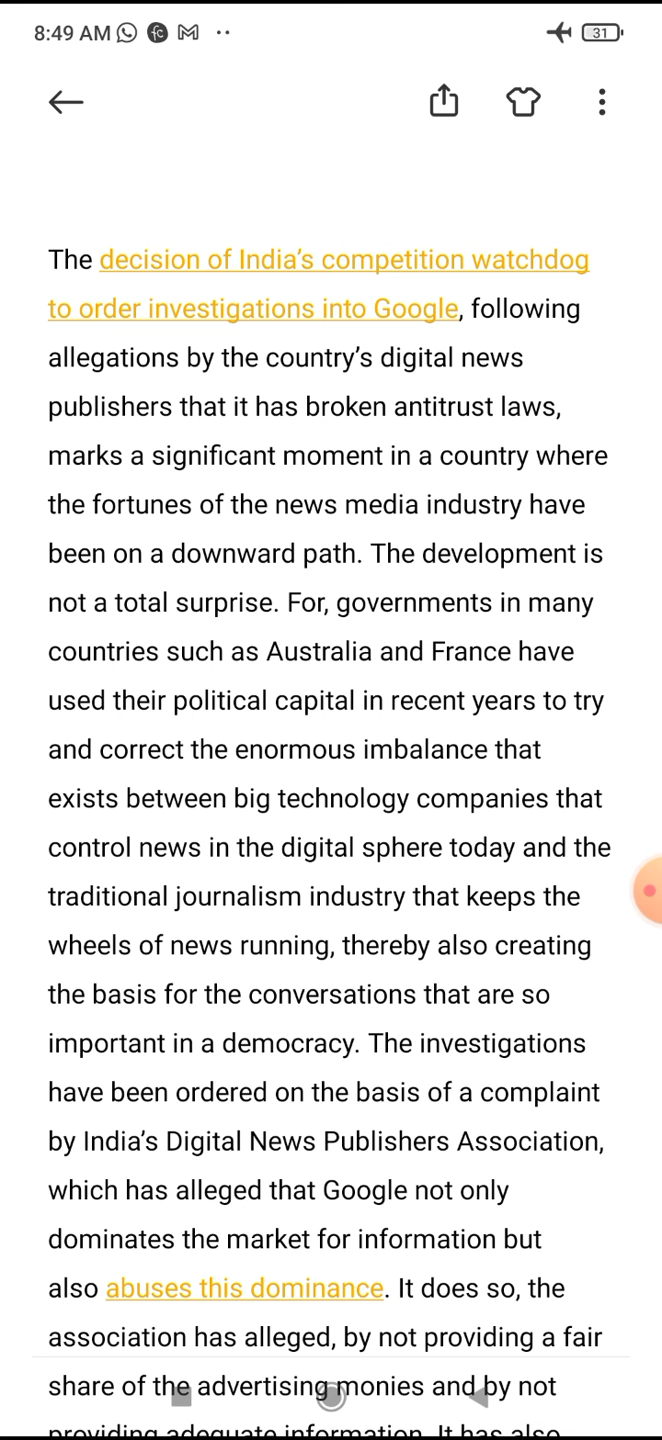 8:49 AM
31
The decision of India’s competition watchdog
to order investigations into Google, following
allegations by the country’s digital news
publishers that it has broken antitrust laws,
marks a significant moment in a country where
the fortunes of the news media industry have
been on a downward path. The development is
not a total surprise. For, governments in many
countries such as Australia and France have
used their political capital in recent years to try
and correct the enormous imbalance that
exists between big technology companies that
control news in the digital sphere today and the
traditional journalism industry that keeps the
wheels of news running, thereby also creating
the basis for the conversations that are so
important in a democracy. The investigations
have been ordered on the basis of a complaint
by India’s Digital News Publishers Association,
which has alleged that Google not only
dominates the market for information but
also abuses this dominance. It does so, the
association has alleged, by not providing a fair
share of the advertising monies and by not
providing adequate information. It has also